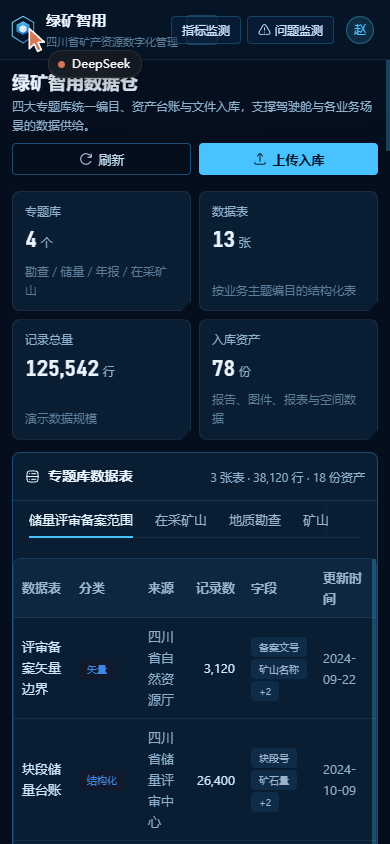 绿矿智用
四川省矿产资源数字化管理
指标监测
问题监测
赵
DeepSeek
绿矿智用数据仓
四大专题库统一编目、资产台账与文件入库，支撑驾驶舱与各业务场
景的数据供给。
刷新
上传入库
专题库
4 个
勘查 / 储量 / 年报 / 在采矿
山
数据表
13 张
按业务主题编目的结构化表
记录总量
125,542 行
演示数据规模
入库资产
78 份
报告、图件、报表与空间数
据
专题库数据表
3 张表 · 38,120 行 · 18 份资产
储量评审备案范围
在采矿山
地质勘查
矿山
数据表
分类
来源
记录数
字段
更新时
间
评审备
案矢量
边界
矢量
四川
省自
然资
源厅
3,120
备案文号
矿山名称
+2
2024-
09-22
块段储
量台账
结构化
四川
省储
量评
审中
心
26,400
块段号
矿石量
+2
2024-
10-09